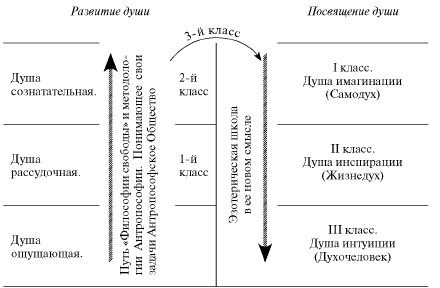 Развитие души
Посвящение души
3-й класс
Душа
сознатательная.
2-й
класс
I класс.
Душа имагинации
(Самодух)
Путь «Философии свободы» и методоло-
гии Антропософии. Понимающее свои
задачи Антропософское Общество
Эзотерическая школа
в ее новом смысле
Душа
рассудочная.
1-й
класс
II класс.
Душа инспирации
(Жизнедух)
Душа
ощущающая.
III класс.
Душа интуиции
(Духочеловек)